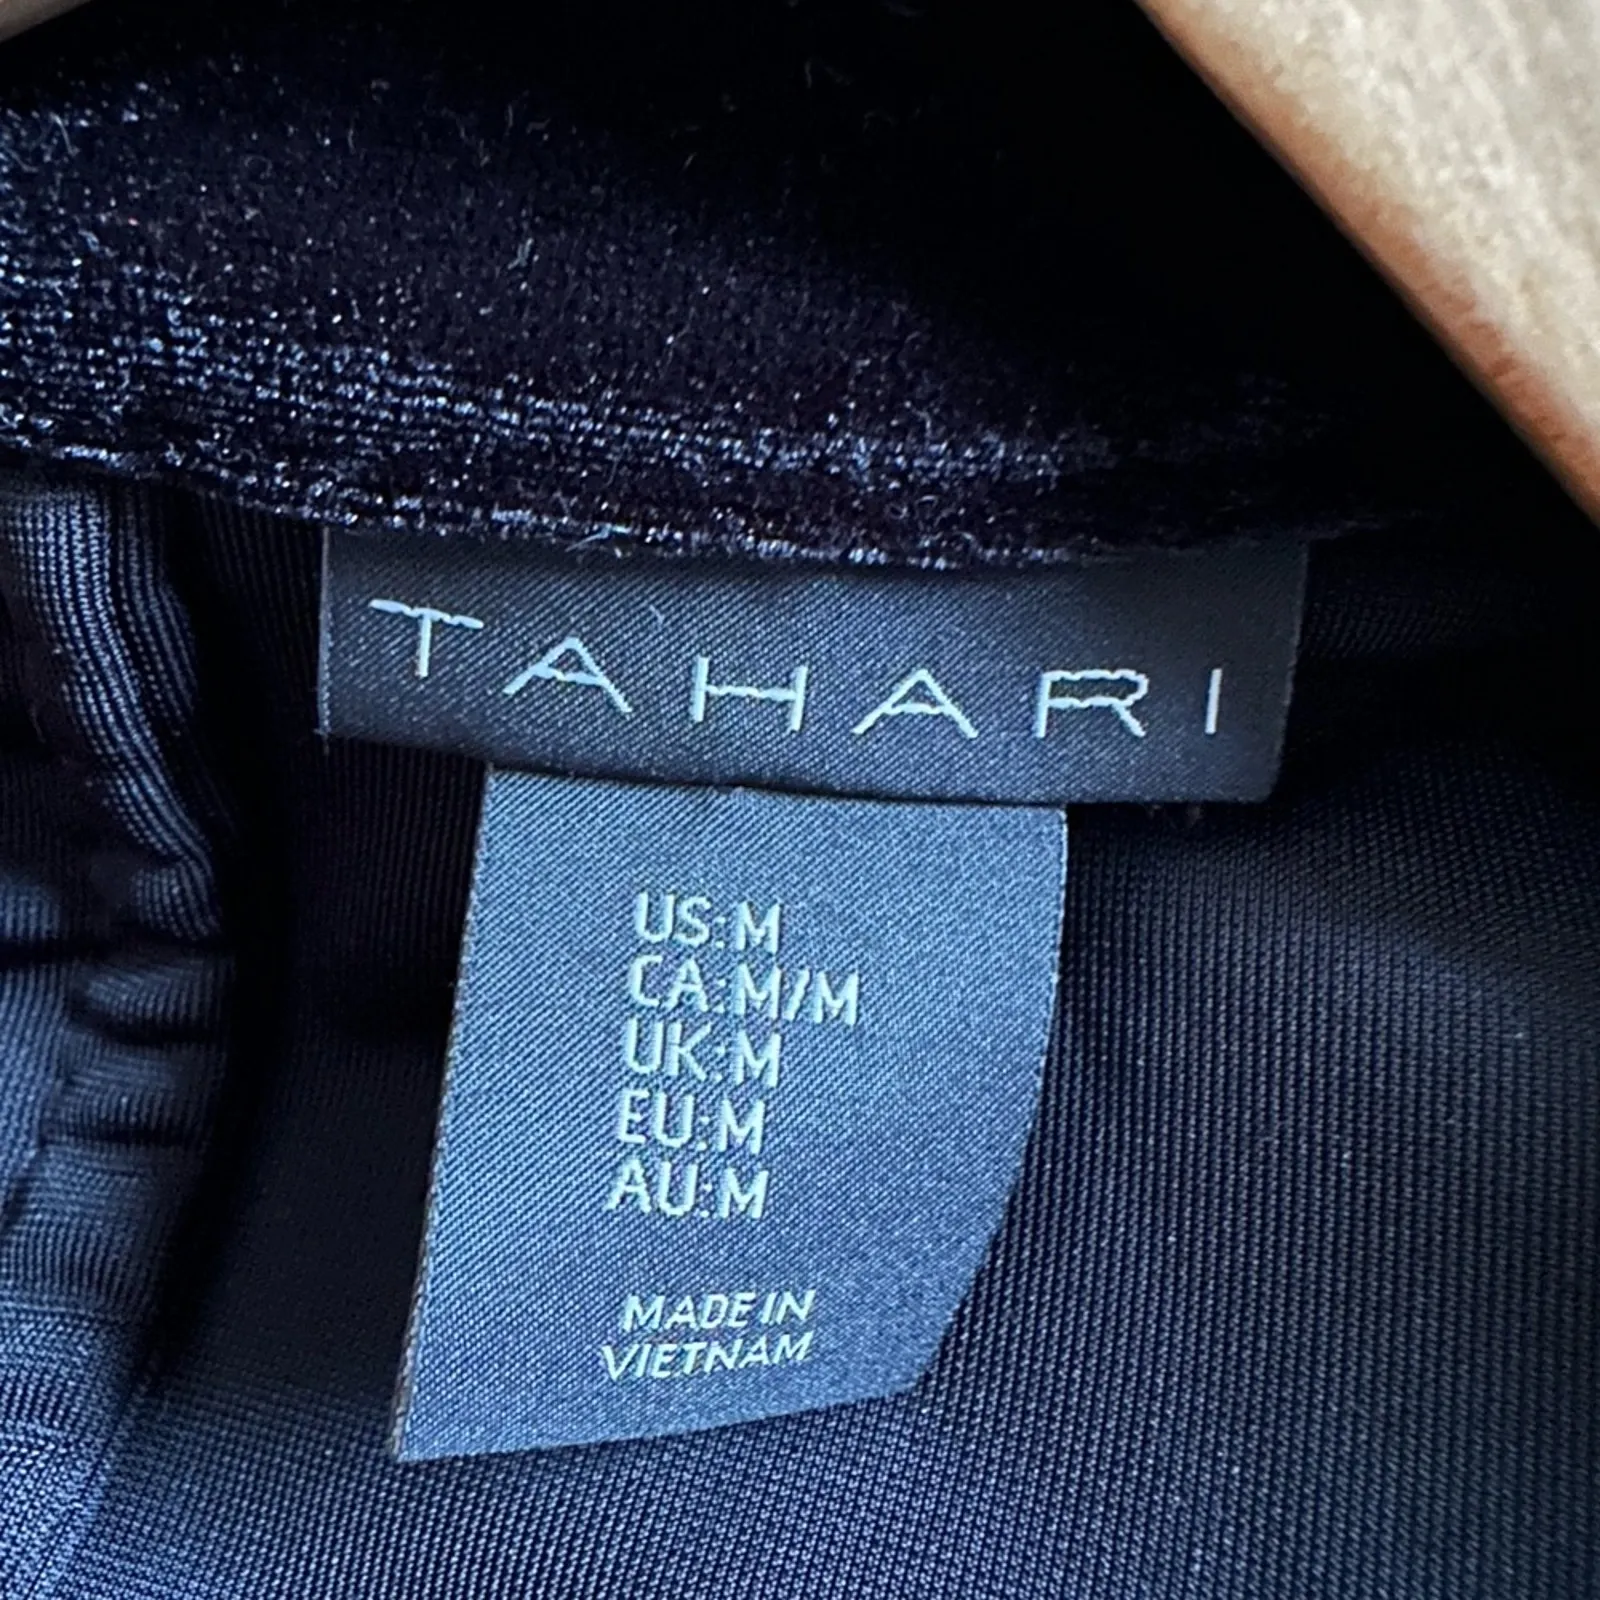 TAHARI
US:M
CA:M/M
UK:M
EU:M
AU:M
MADE IN
VIETNAM